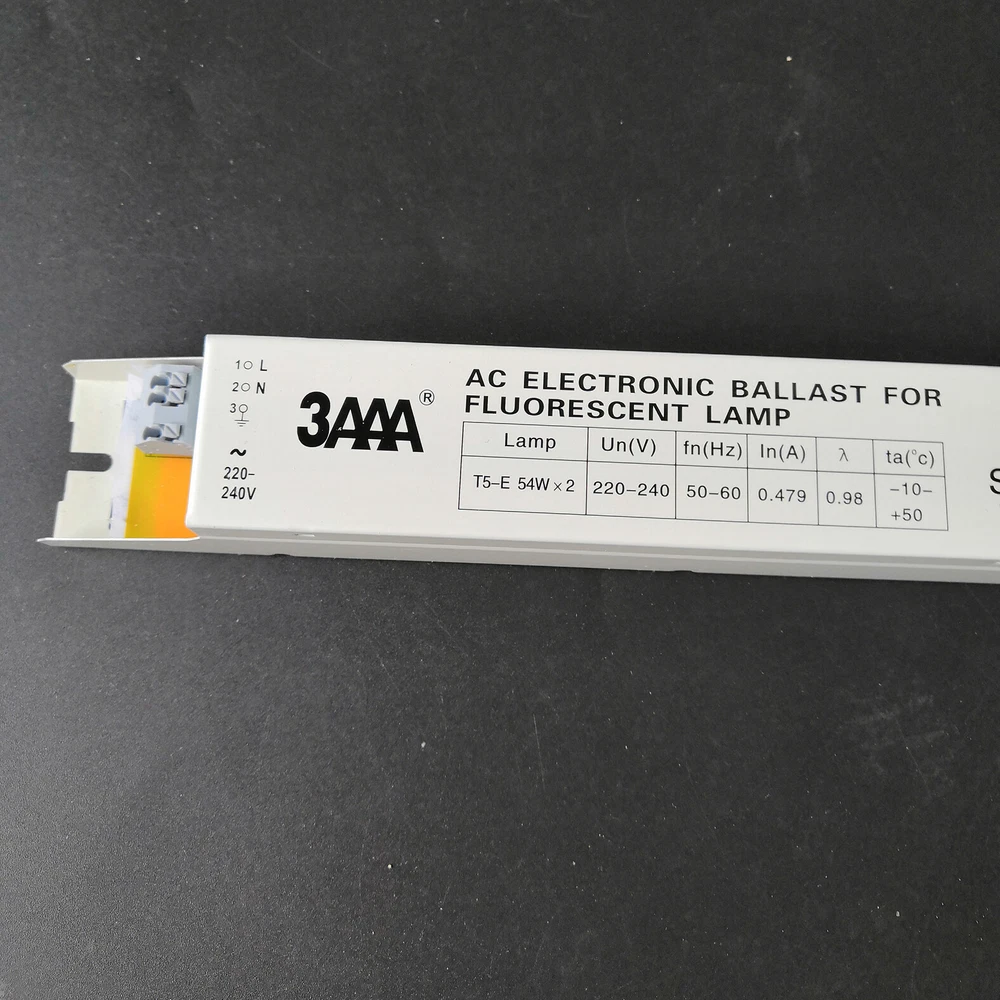 1○ L
2○ N
3
~
220-
240V
3AAA®
AC ELECTRONIC BALLAST FOR
FLUORESCENT LAMP
Lamp Un(V) fn(Hz) In(A) λ ta(°c)
T5-E 54W×2 220-240 50-60 0.479 0.98 -10-
+50
S